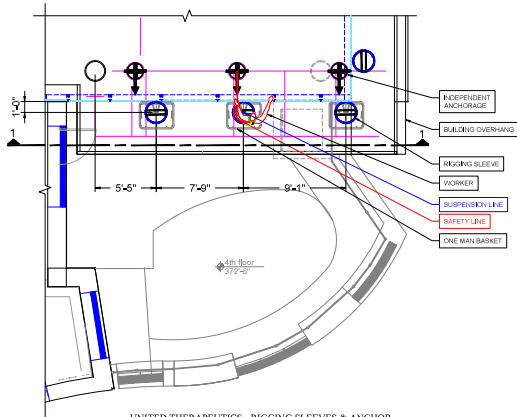 1'-0"
INDEPENDENT
ANCHORAGE
BUILDING OVERHANG
1
1
RIGGING SLEEVE
WORKER
5'-5"
7'-9"
9'-1"
SUSPENSION LINE
SAFETY LINE
ONE MAN BASKET
4th floor
372'-6"
UNITED THERAPEUTICS - RIGGING SLEEVES & ANCHOR